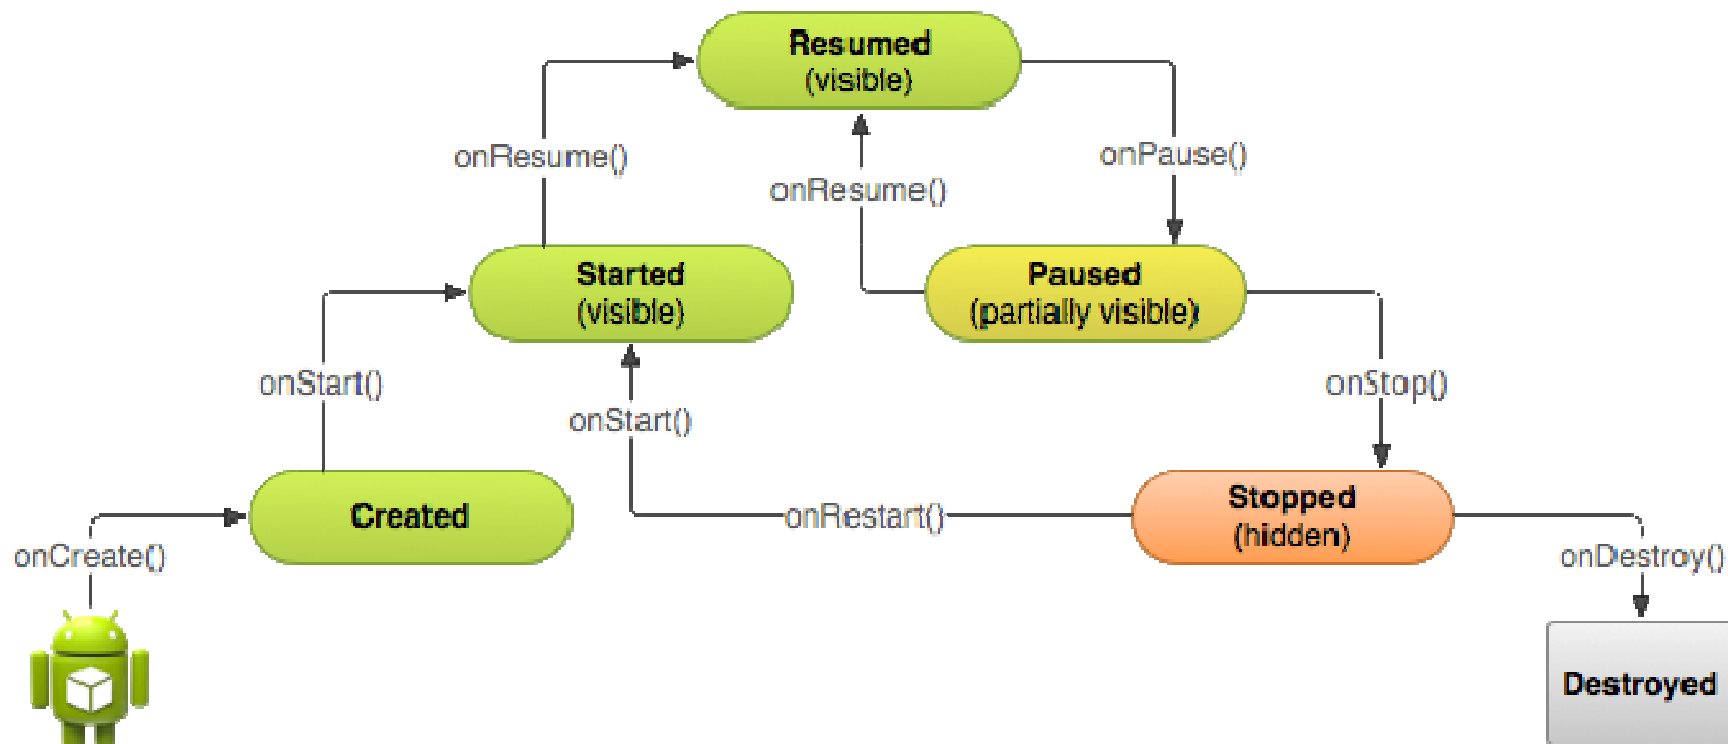 Resumed
(visible)
onResume()
onPause()
onResume()
Started
(visible)
Paused
(partially visible)
onStart()
onStop()
onStart()
Created
onRestart()
Stopped
(hidden)
onCreate()
onDestroy()
Destroyed